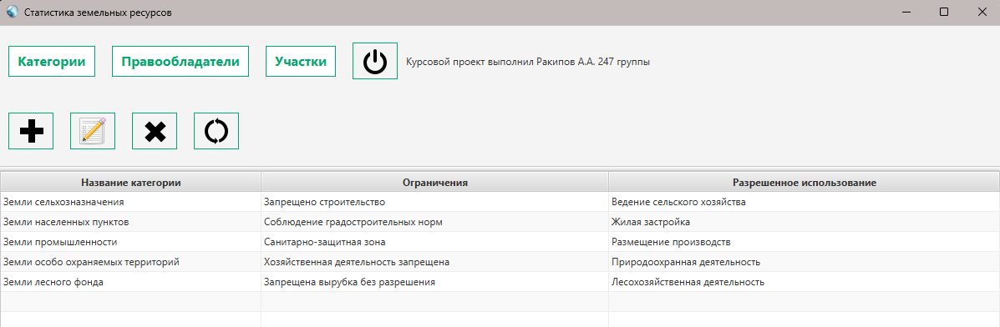 Статистика земельных ресурсов
Категории Правообладатели Участки Курсовой проект выполнил Ракипов А.А. 247 группы
Название категории Ограничения Разрешенное использование
Земли сельхозназначения Запрещено строительство Ведение сельского хозяйства
Земли населенных пунктов Соблюдение градостроительных норм Жилая застройка
Земли промышленности Санитарно-защитная зона Размещение производств
Земли особо охраняемых территорий Хозяйственная деятельность запрещена Природоохранная деятельность
Земли лесного фонда Запрещена вырубка без разрешения Лесохозяйственная деятельность